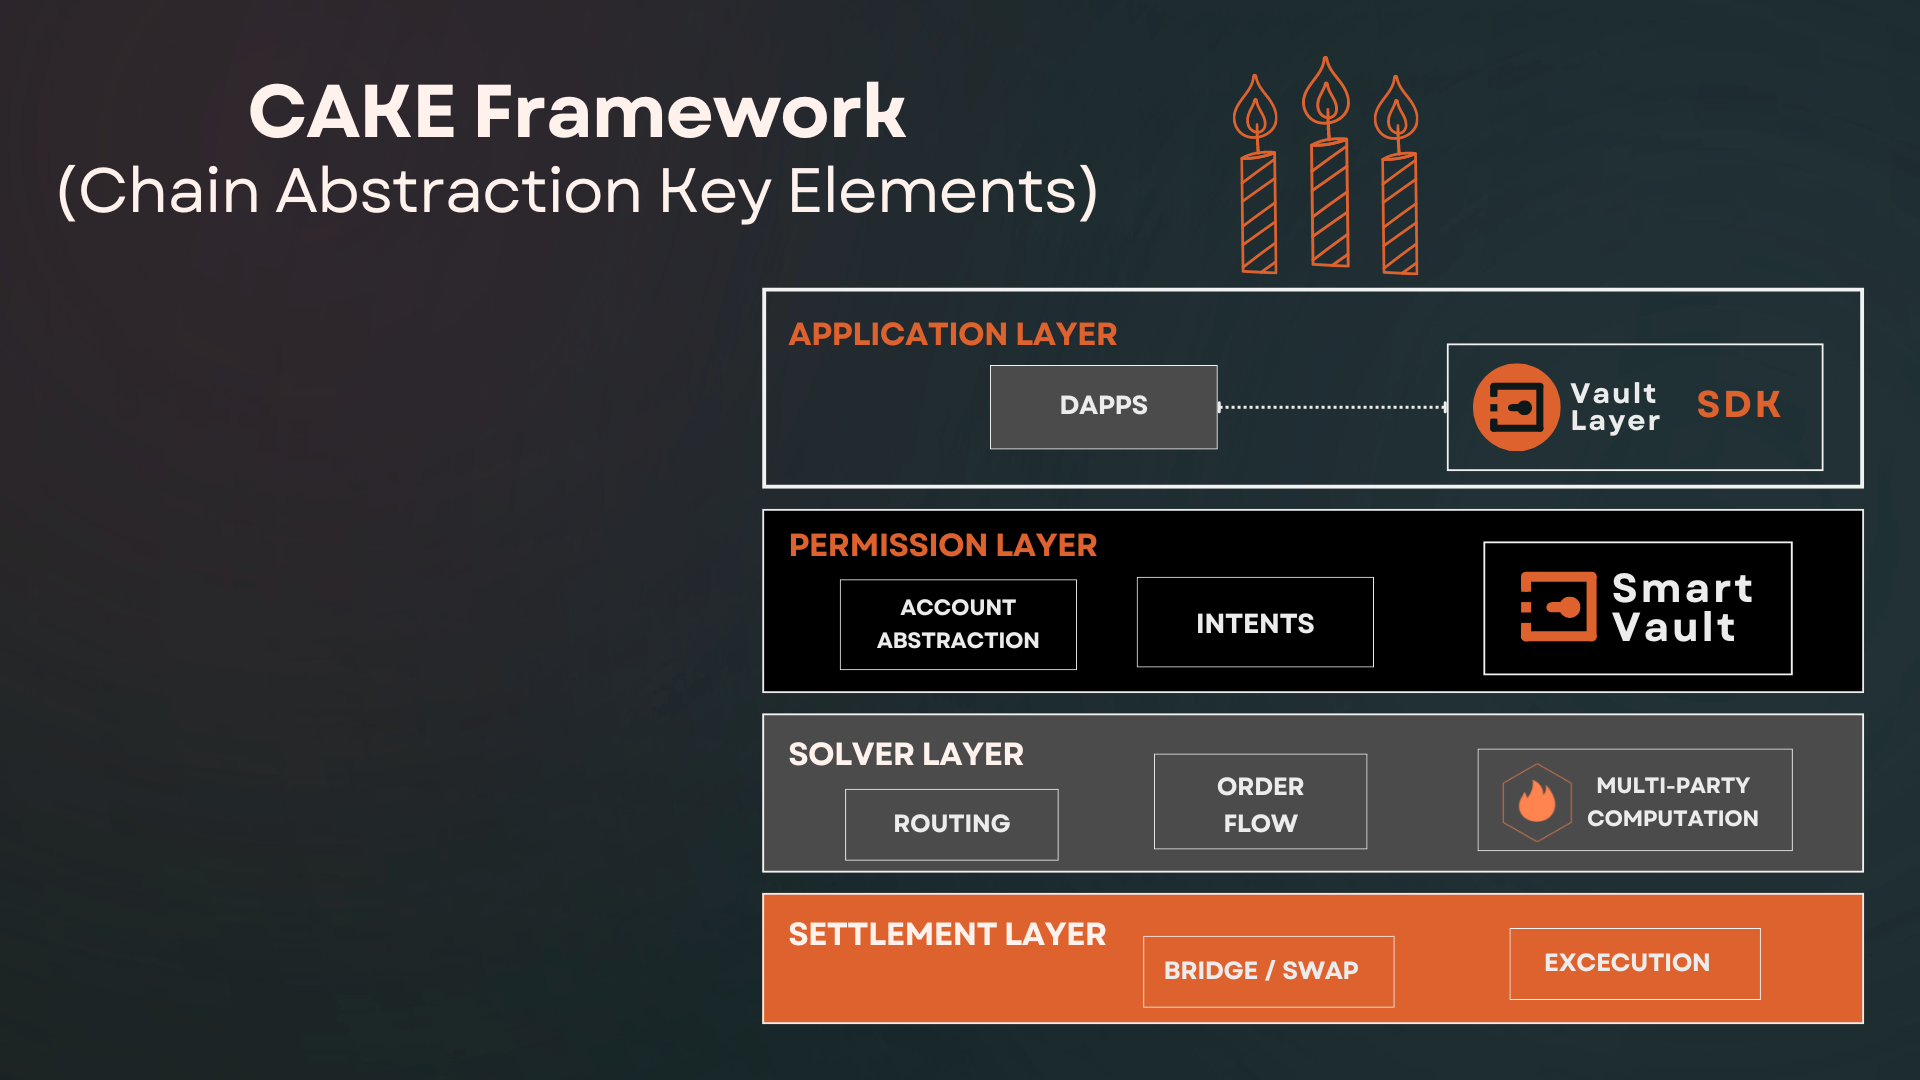 CAKE Framework
(Chain Abstraction Key Elements)
APPLICATION LAYER
DAPPS
Vault
Layer
SDK
PERMISSION LAYER
ACCOUNT
ABSTRACTION
INTENTS
Smart
Vault
SOLVER LAYER
ROUTING
ORDER
FLOW
MULTI-PARTY
COMPUTATION
SETTLEMENT LAYER
BRIDGE / SWAP
EXCECUTION